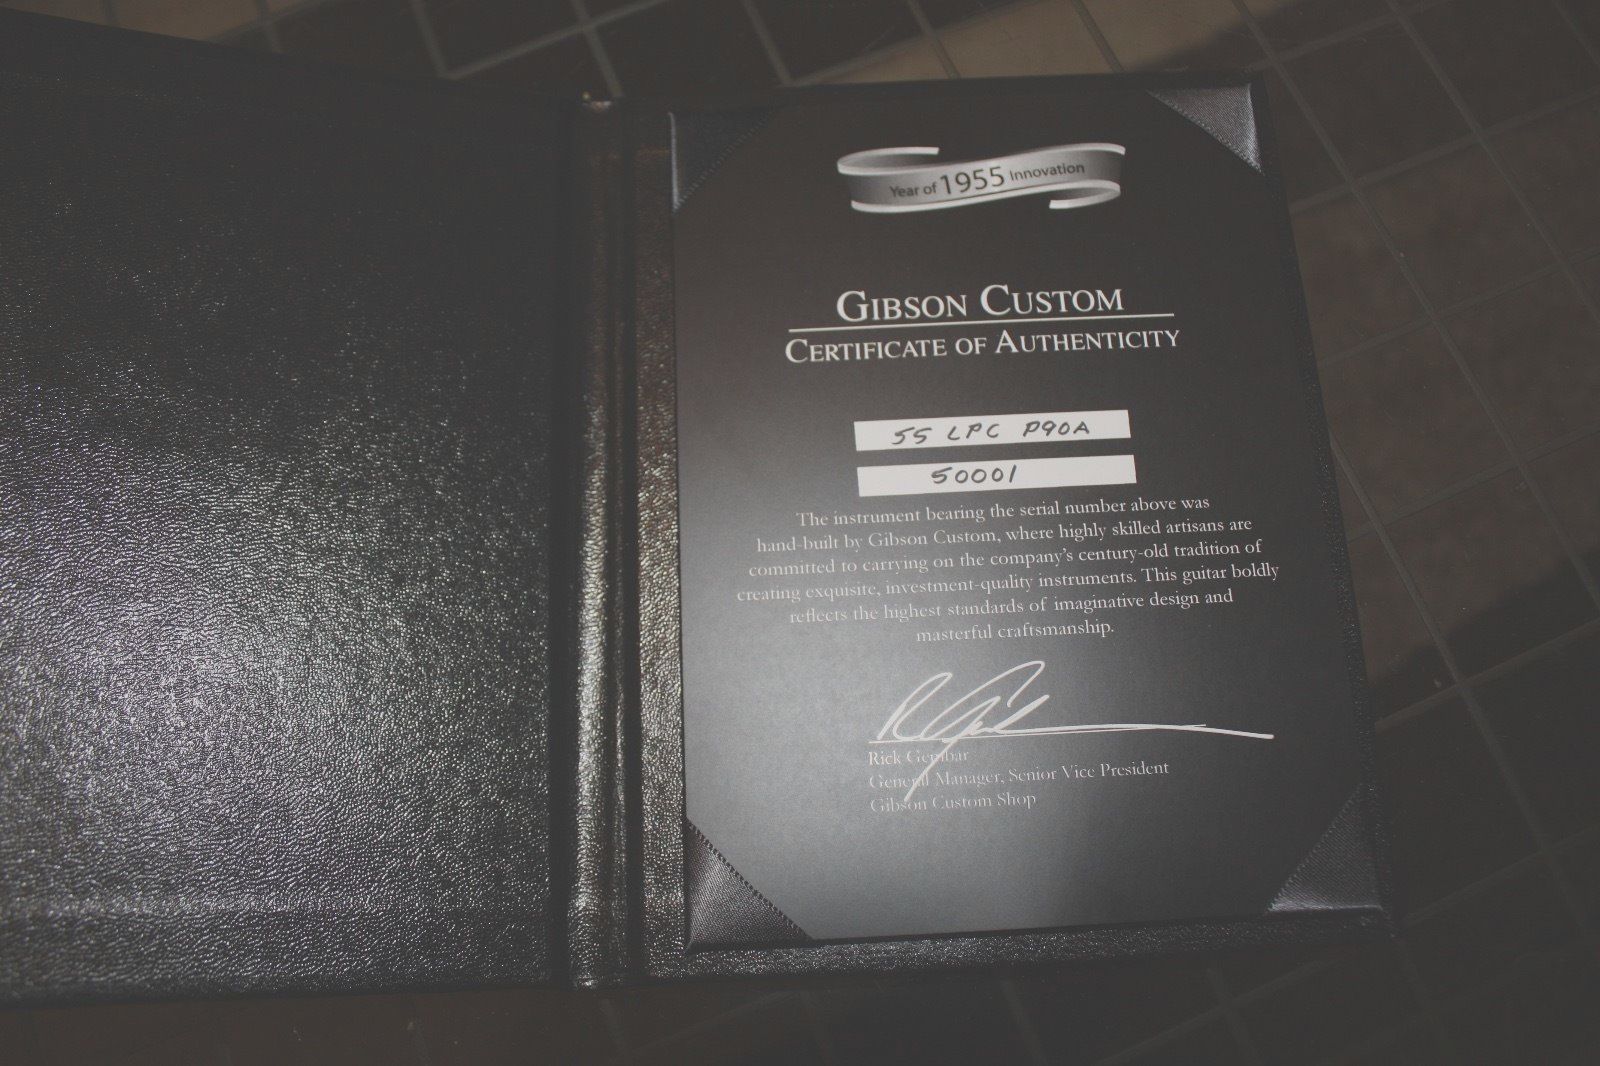 Year of 1955 Innovation
GIBSON CUSTOM
CERTIFICATE OF AUTHENTICITY
55 LPC P90A
50001
The instrument bearing the serial number above was
hand-built by Gibson Custom, where highly skilled artisans are
committed to carrying on the company's century-old tradition of
creating exquisite, investment-quality instruments. This guitar boldly
reflects the highest standards of imaginative design and
masterful craftsmanship.
Rick Gembar
General Manager, Senior Vice President
Gibson Custom Shop